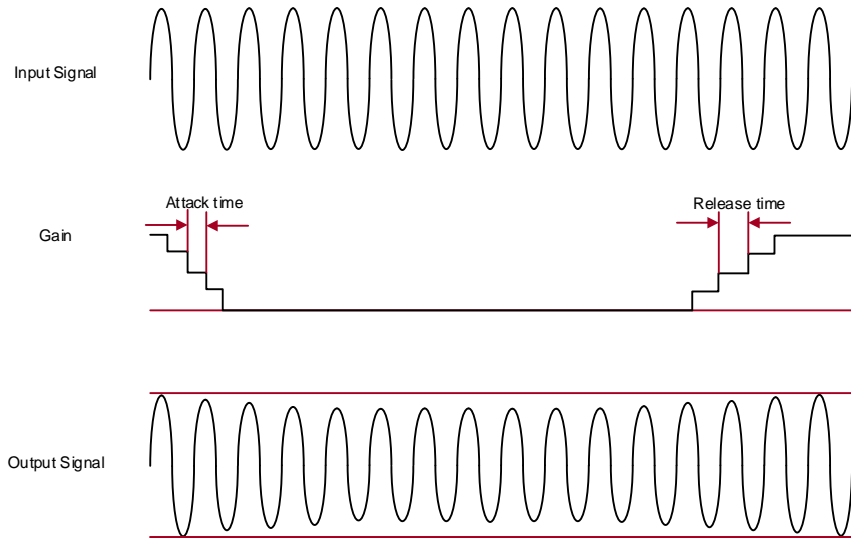 Input Signal
Attack time
Release time
Gain
Output Signal